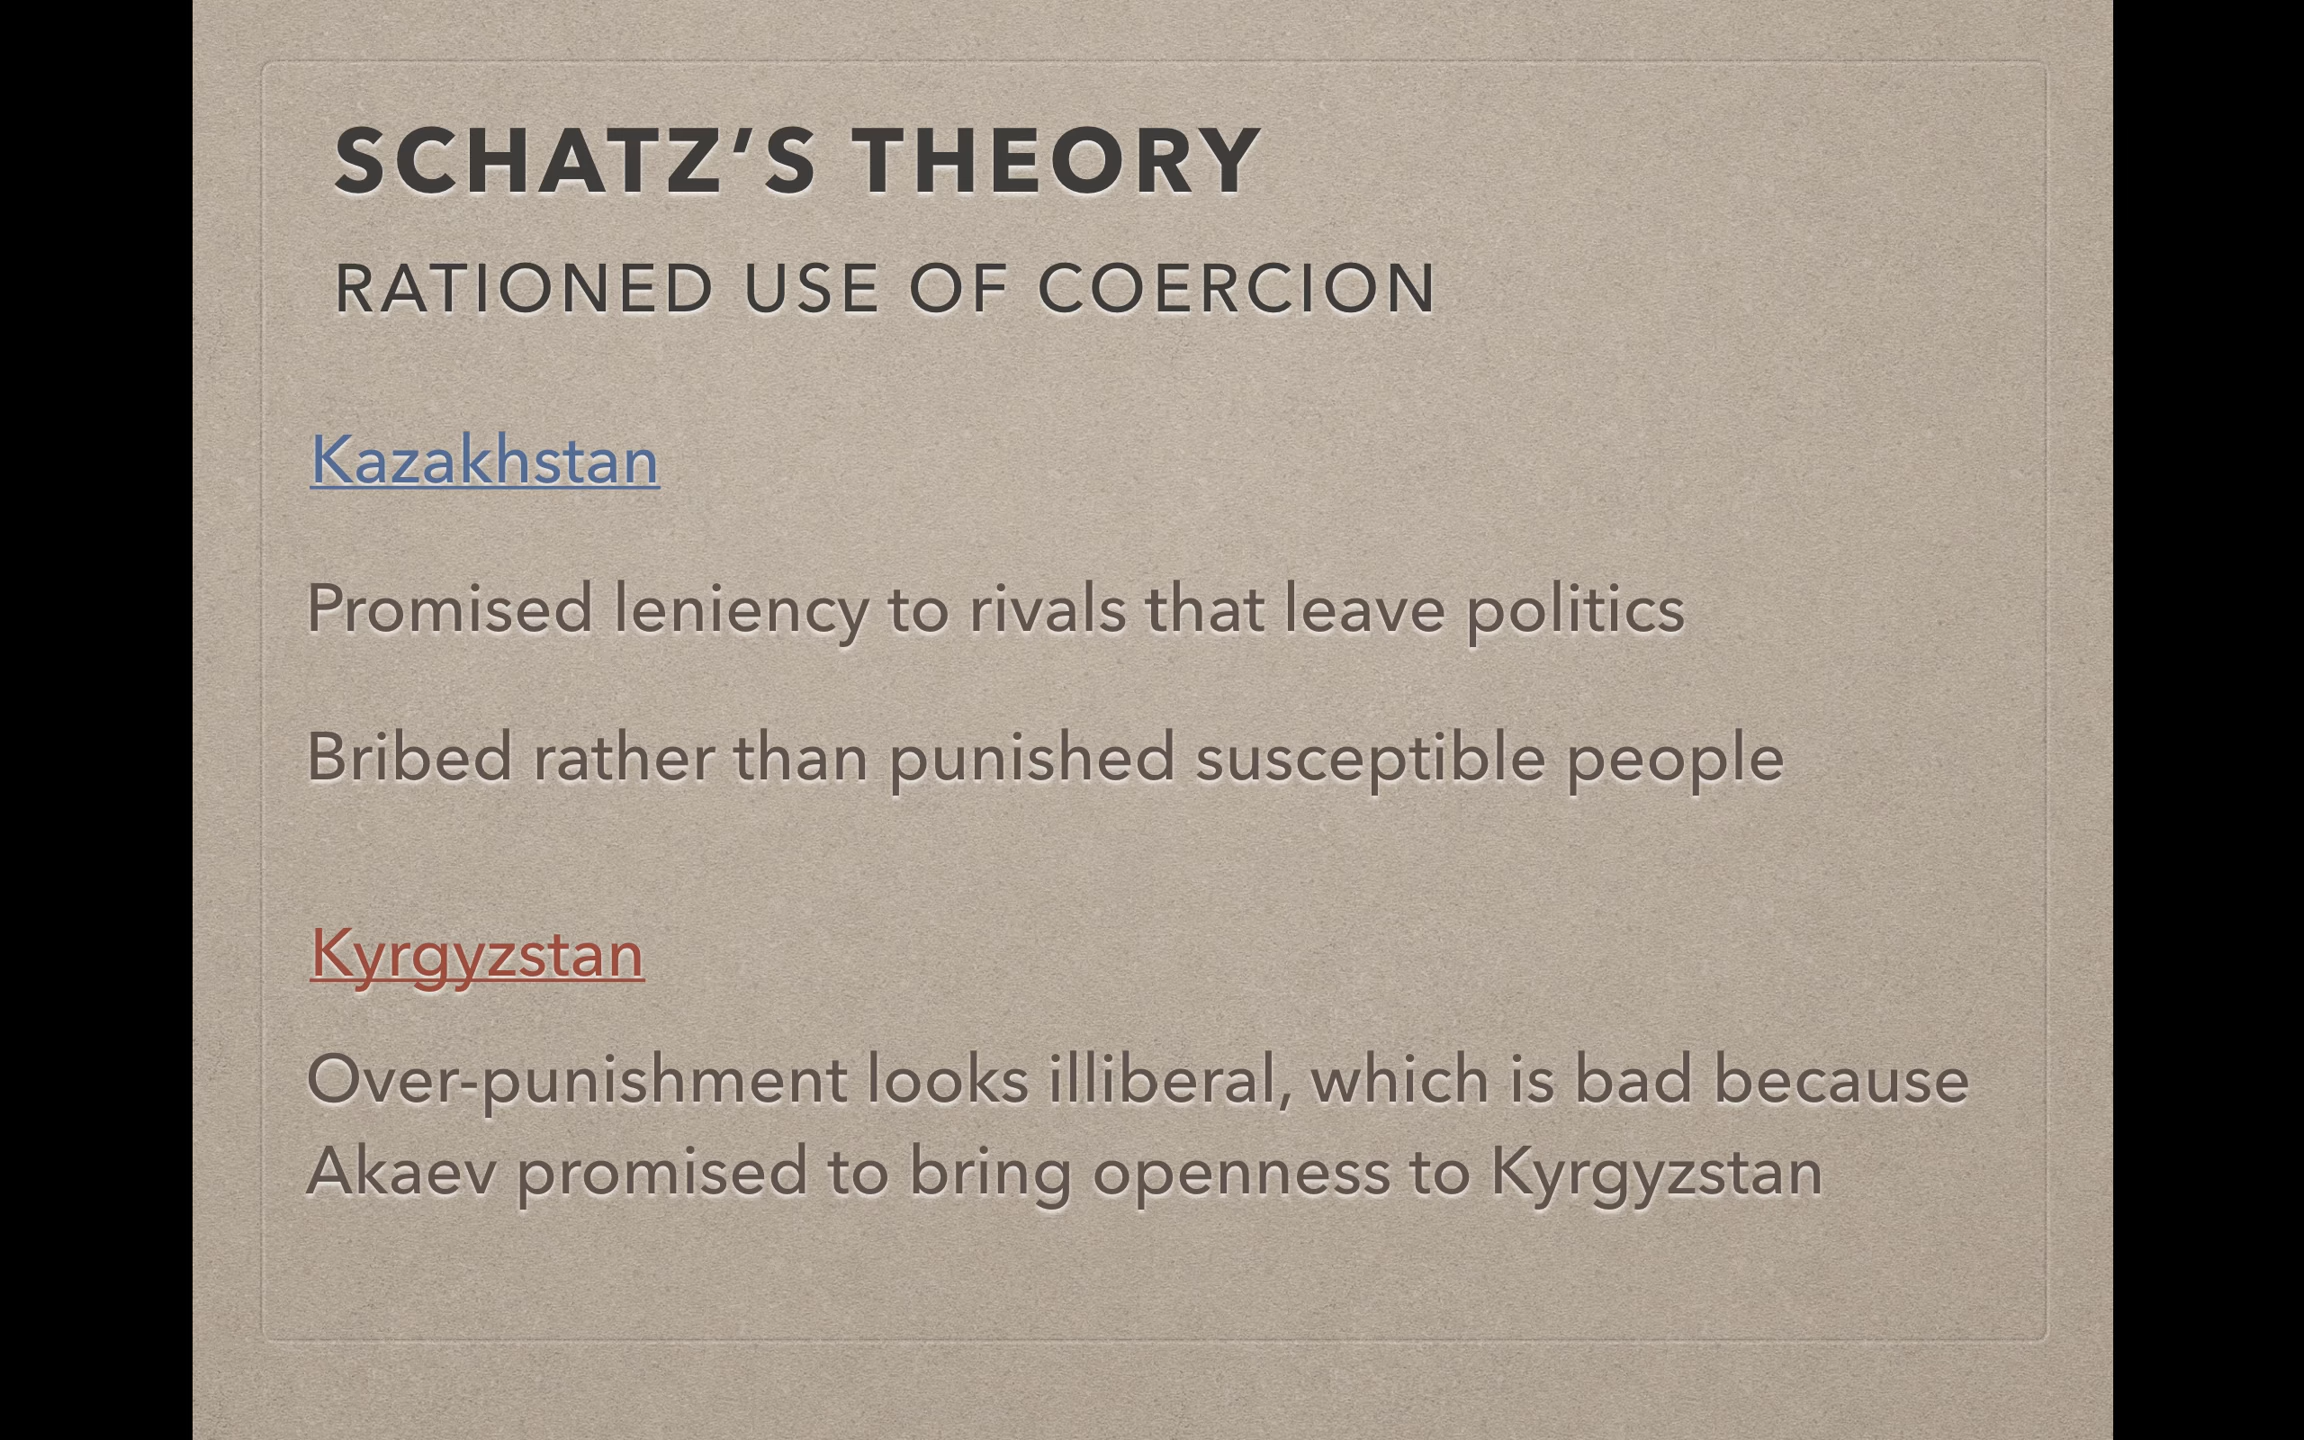 SCHATZ’S THEORY
RATIONED USE OF COERCION
Kazakhstan
Promised leniency to rivals that leave politics
Bribed rather than punished susceptible people
Kyrgyzstan
Over-punishment looks illiberal, which is bad because
Akaev promised to bring openness to Kyrgyzstan